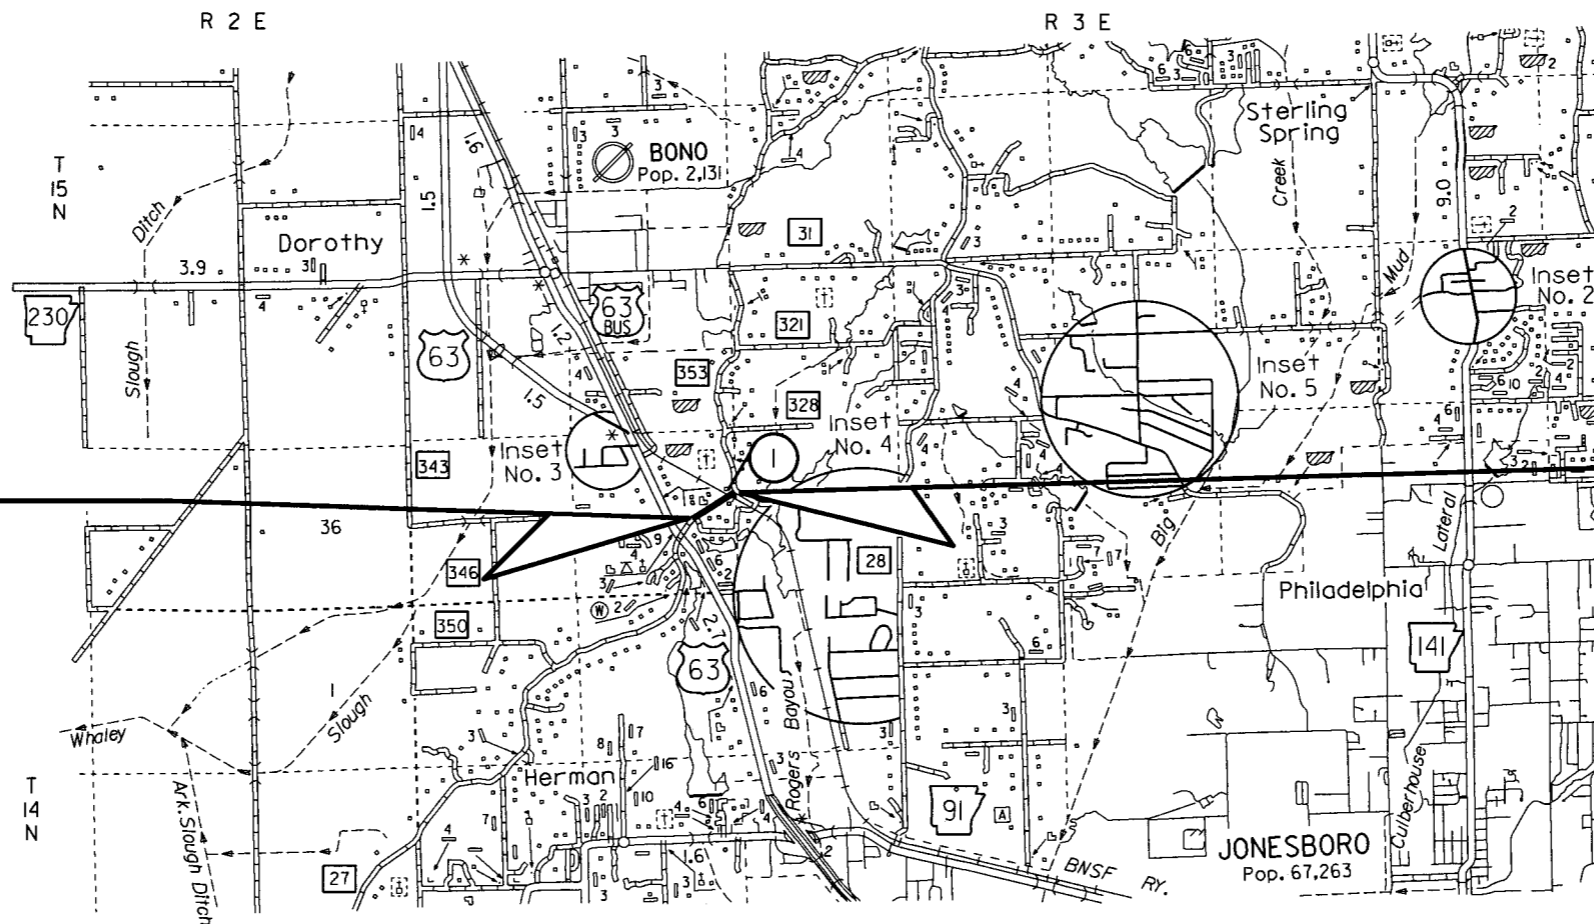 R 2 E
R 3 E
T
15
N
Ditch
Slough
Dorothy
3.9
230
1.6
1.5
BONO
Pop. 2,131
31
Sterling
Spring
Creek
Mud
9.0
Inset
No. 2
63
BUS
63
1.2
1.5
321
353
328
Inset
No. 3
Inset
No. 4
Inset
No. 5
1
343
36
346
350
28
Big
Lateral
Philadelphia
141
63
2.7
1
Slough
Whaley
Ark. Slough Ditch
T
14
N
Herman
Rogers Bayou
91
A
W
27
1.6
BNSF RY.
JONESBORO
Pop. 67,263
Culberhouse